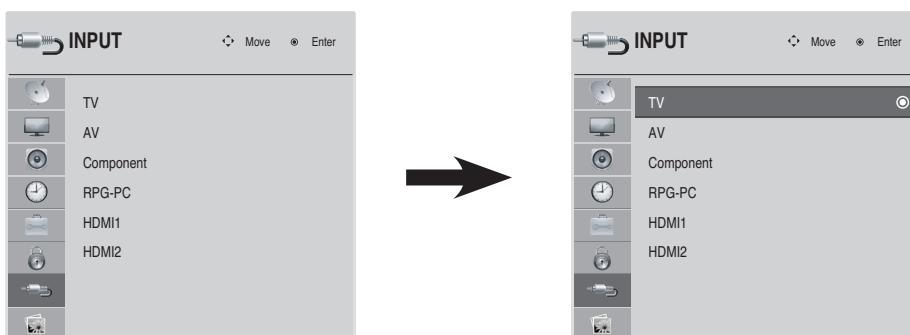 INPUT Move Enter
TV
AV
Component
RPG-PC
HDMI1
HDMI2
INPUT Move Enter
TV
AV
Component
RPG-PC
HDMI1
HDMI2